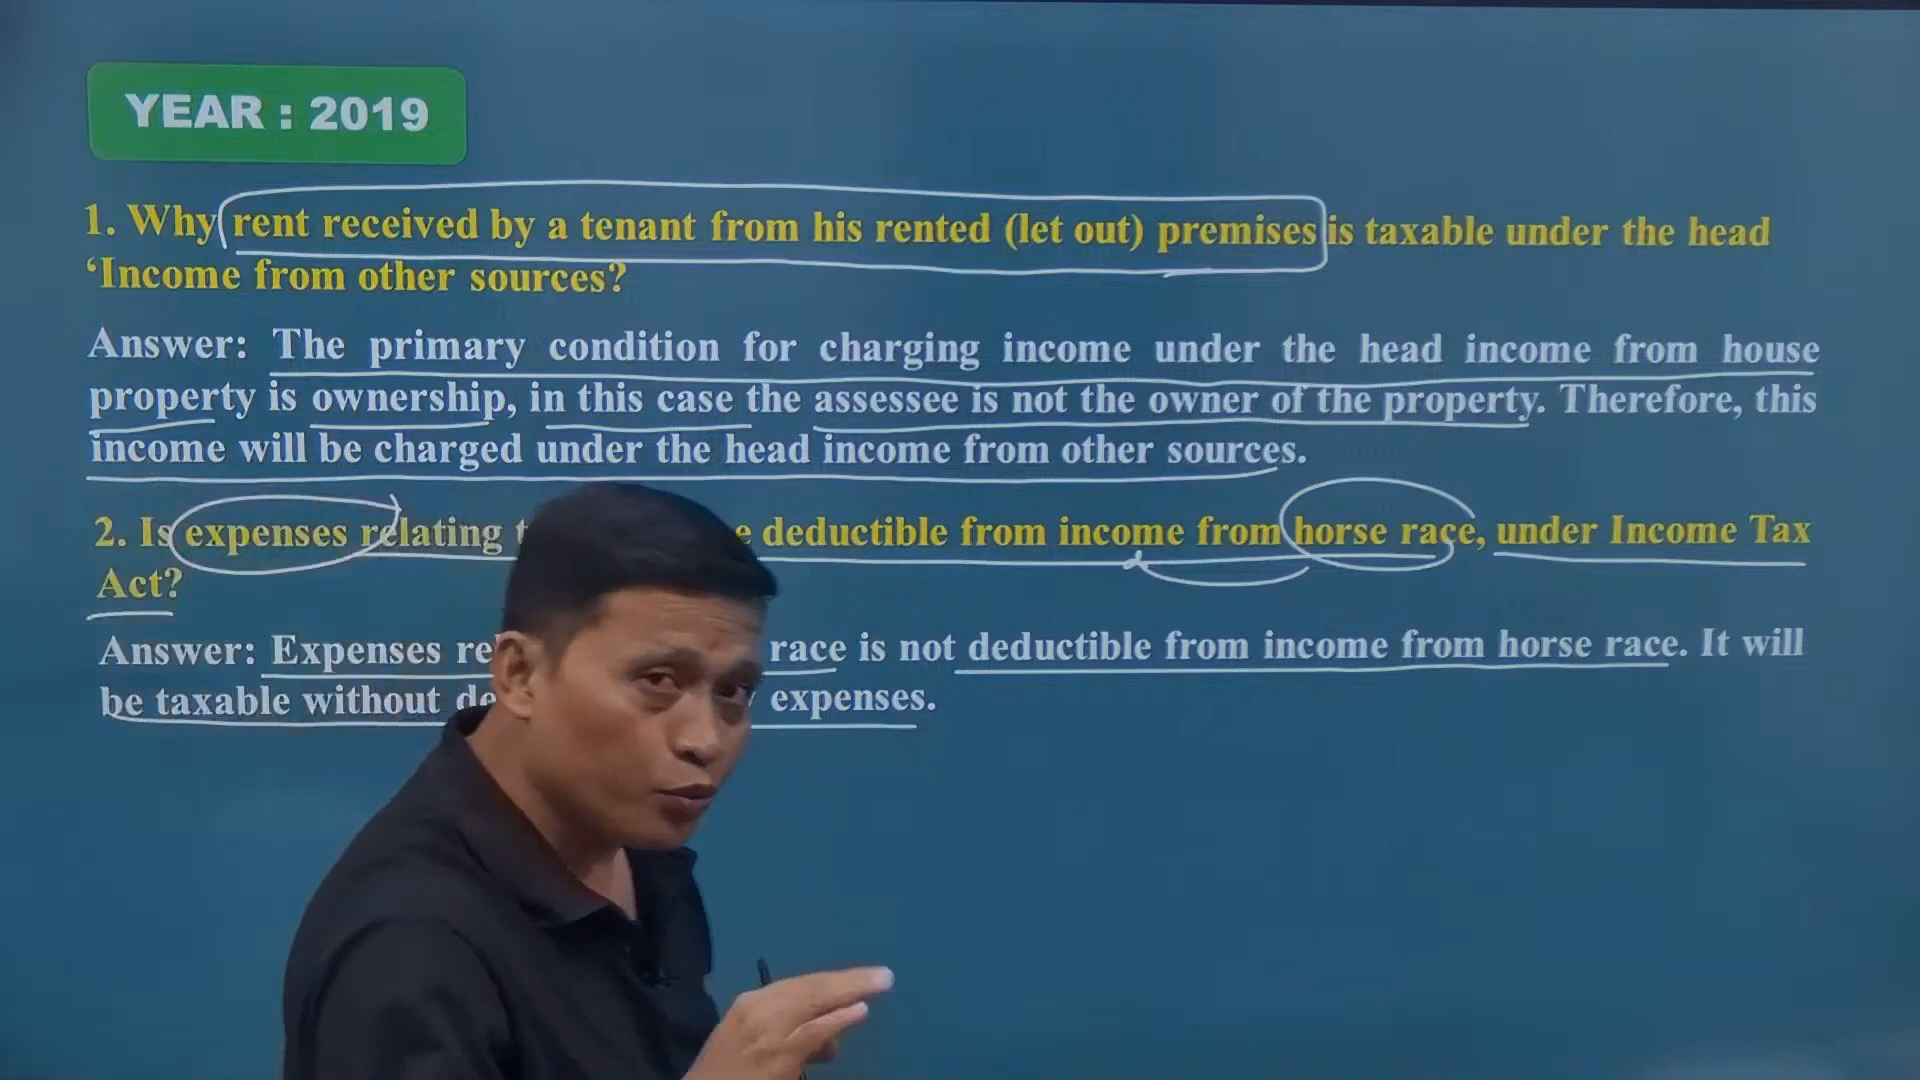 YEAR : 2019
1. Why rent received by a tenant from his rented (let out) premises is taxable under the head
‘Income from other sources?
Answer: The primary condition for charging income under the head income from house
property is ownership, in this case the assessee is not the owner of the property. Therefore, this
income will be charged under the head income from other sources.
2. Is expenses relating deductible from income from horse race, under Income Tax
Act?
Answer: Expenses race is not deductible from income from horse race. It will
be taxable without expenses.